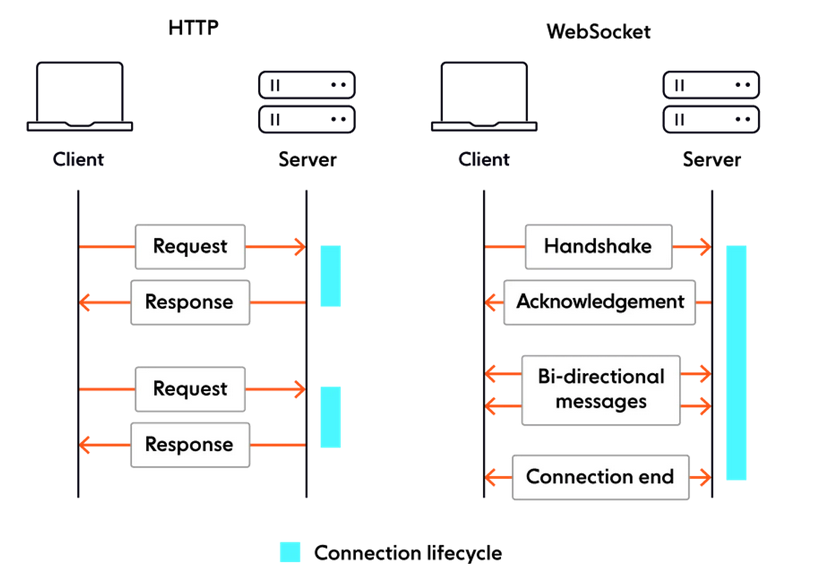 HTTP
WebSocket
Client
Server
Client
Server
Request
Response
Request
Response
Handshake
Acknowledgement
Bi-directional
messages
Connection end
Connection lifecycle